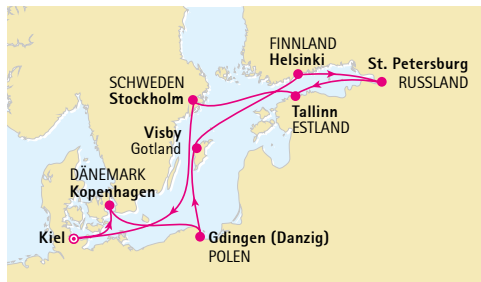 FINNLAND
Helsinki
St. Petersburg
RUSSLAND
SCHWEDEN
Stockholm
Tallinn
ESTLAND
Visby
Gotland
DÄNEMARK
Kopenhagen
Kiel
Gdingen (Danzig)
POLEN